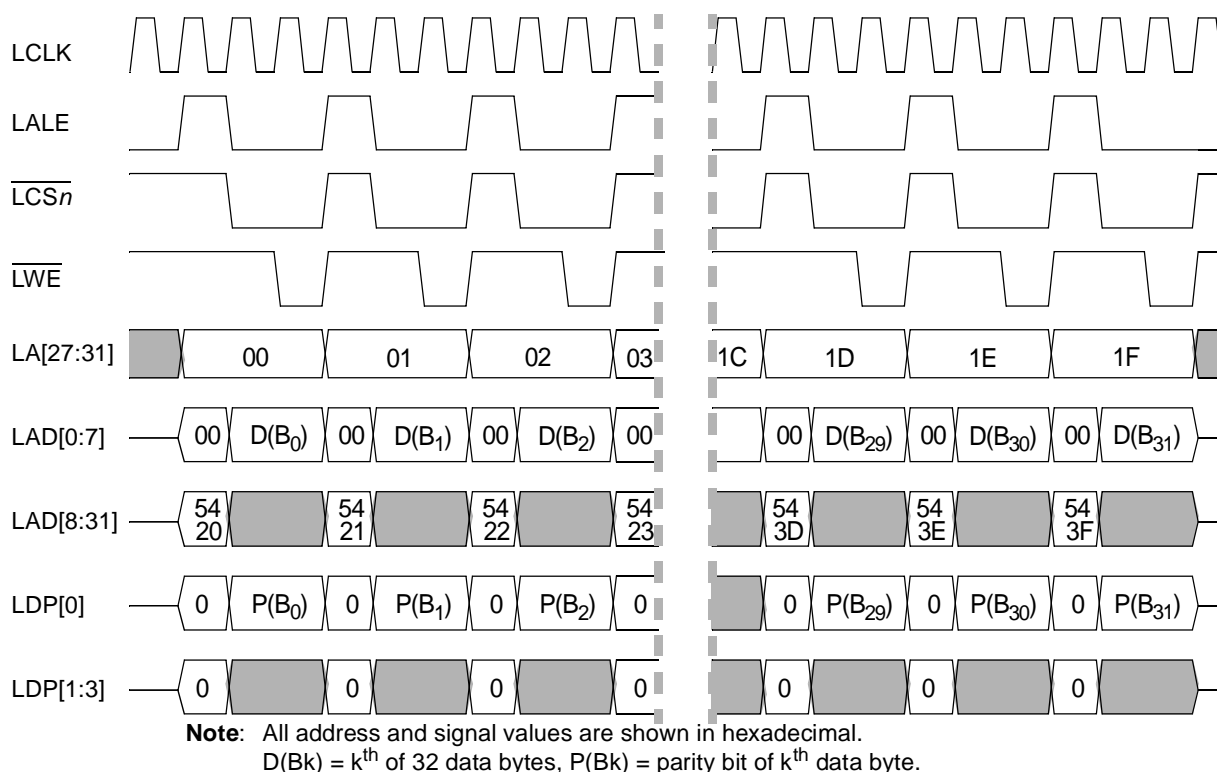 LCLK
LALE
LCSn
LWE
LA[27:31] 00 01 02 03 1C 1D 1E 1F
LAD[0:7] 00 D(B0) 00 D(B1) 00 D(B2) 00 00 D(B29) 00 D(B30) 00 D(B31)
LAD[8:31] 54 54 54 54 54 54 54
20 21 22 23 3D 3E 3F
LDP[0] 0 P(B0) 0 P(B1) 0 P(B2) 0 0 P(B29) 0 P(B30) 0 P(B31)
LDP[1:3] 0 0 0 0 0 0 0
Note: All address and signal values are shown in hexadecimal.
D(Bk) = kth of 32 data bytes, P(Bk) = parity bit of kth data byte.